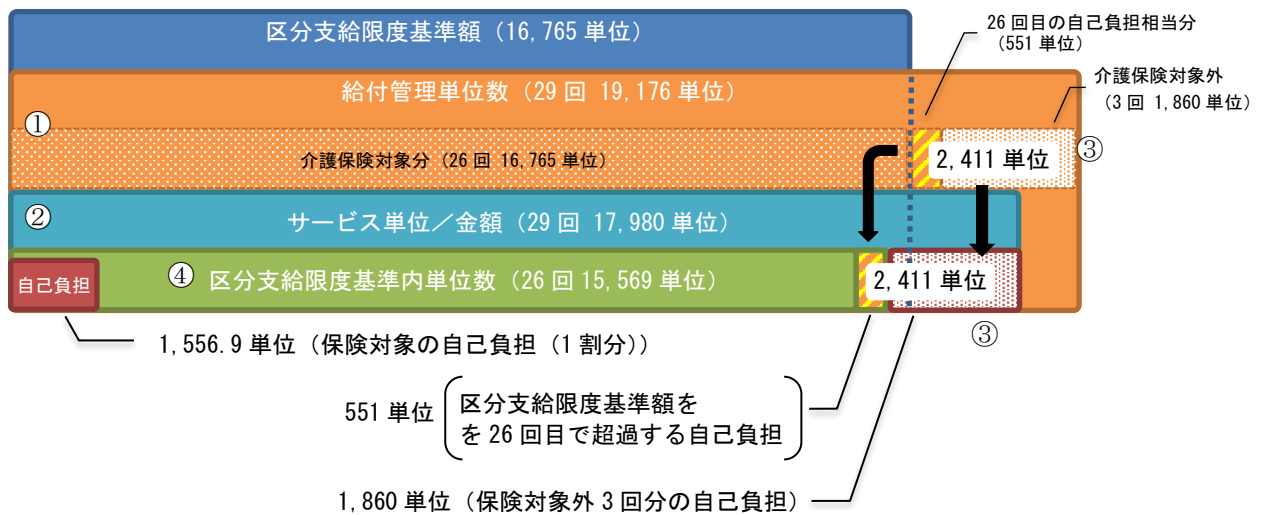 区分支給限度基準額（16,765 単位）
26 回目の自己負担相当分
（551 単位）
給付管理単位数（29 回 19,176 単位）
介護保険対象外
（3 回 1,860 単位）
①
介護保険対象分（26 回 16,765 単位）
2,411 単位
③
②
サービス単位／金額（29 回 17,980 単位）
自己負担
④
区分支給限度基準内単位数（26 回 15,569 単位）
2,411 単位
③
1,556.9 単位（保険対象の自己負担（1 割分））
551 単位
区分支給限度基準額を
を 26 回目で超過する自己負担
1,860 単位（保険対象外 3 回分の自己負担）